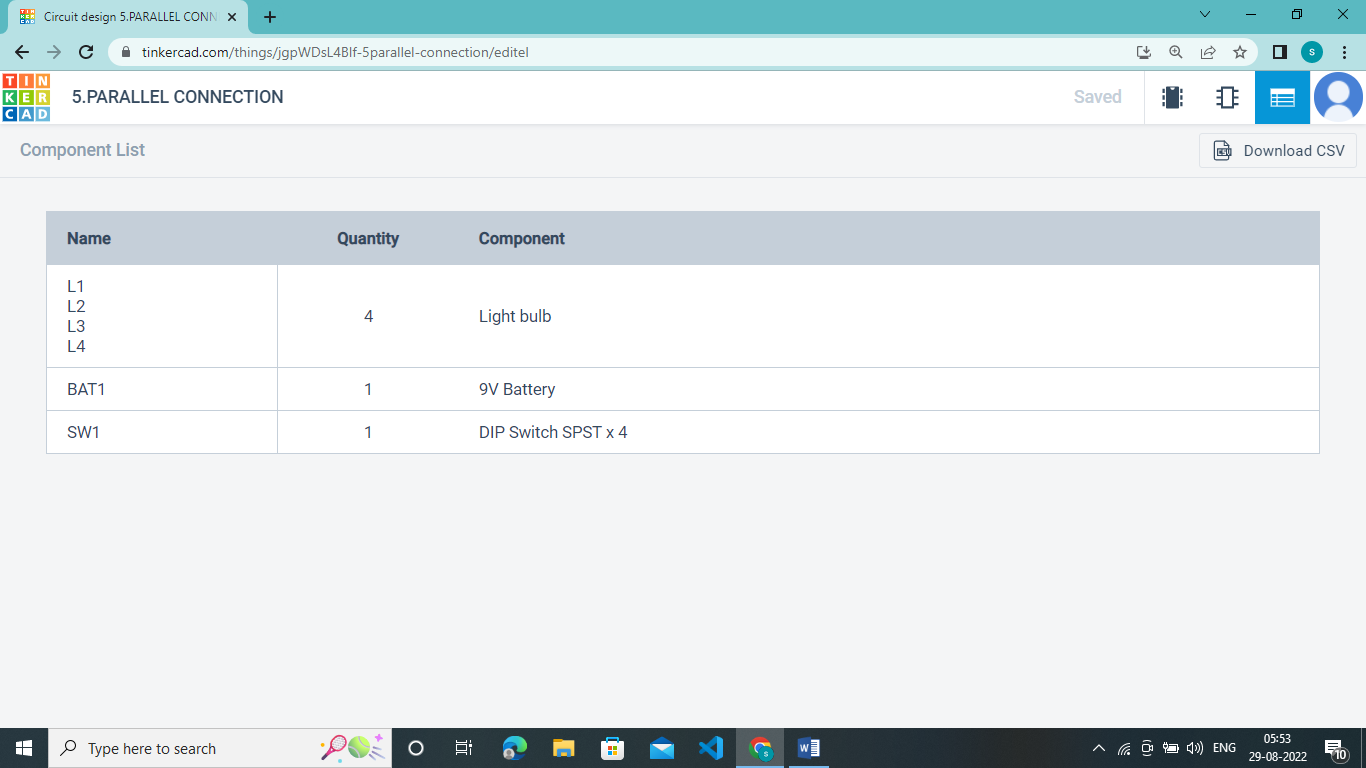 Circuit design 5.PARALLEL CONN
tinkercad.com/things/jgpWDsL4Blf-5parallel-connection/editel
S
TIN
KER
CAD
5.PARALLEL CONNECTION
Saved
Component List
Download CSV
Name Quantity Component
L1
L2
L3
L4
4 Light bulb
BAT1 1 9V Battery
SW1 1 DIP Switch SPST x 4
Type here to search
ENG
05:53
29-08-2022
10